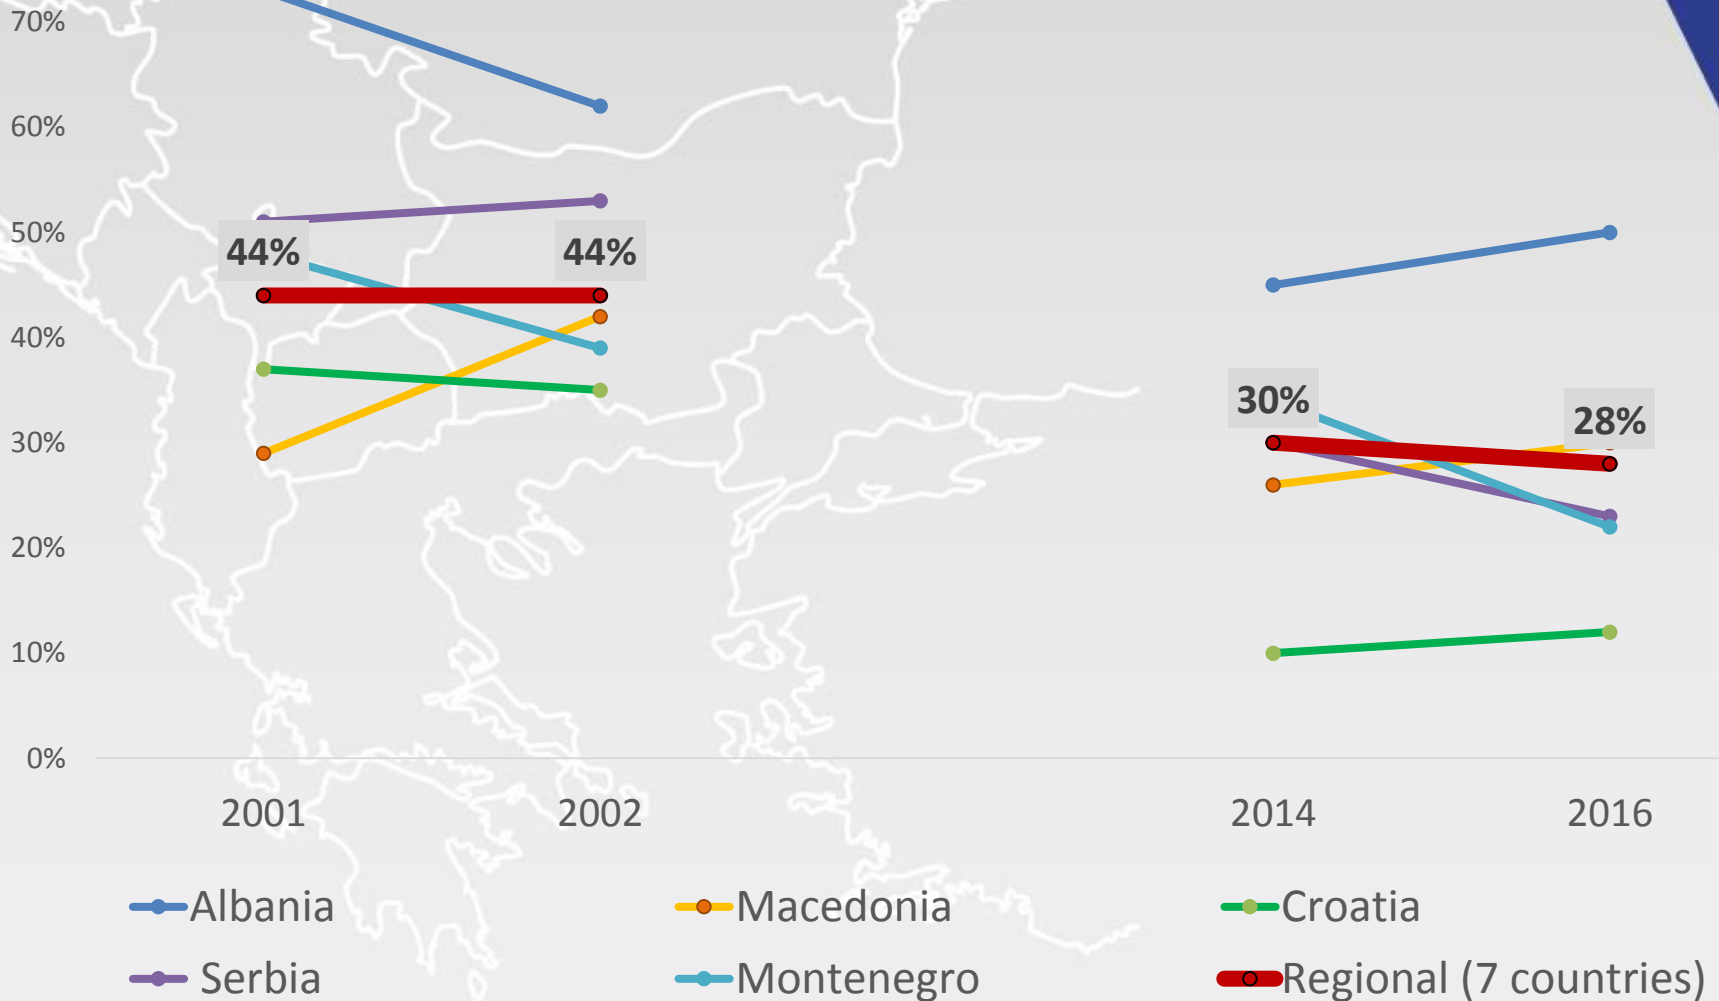 70%
60%
50%
44%
44%
40%
30%
28%
30%
20%
10%
0%
2001
2002
2014
2016
Albania
Macedonia
Croatia
Serbia
Montenegro
Regional (7 countries)